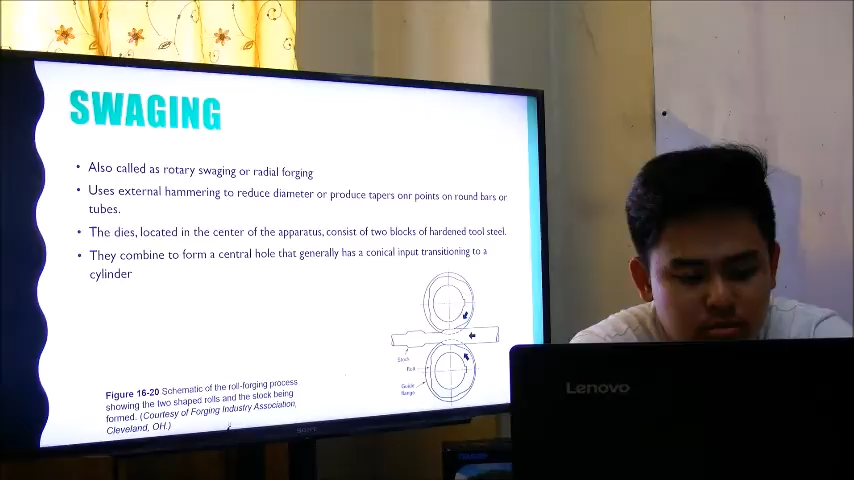 SWAGING
• Also called as rotary swaging or radial forging
• Uses external hammering to reduce diameter or produce tapers onr points on round bars or
tubes.
• The dies, located in the center of the apparatus, consist of two blocks of hardened tool steel.
• They combine to form a central hole that generally has a conical input transitioning to a
cylinder
Stock
Roll
Guide
flange
Figure 16-20 Schematic of the roll-forging process
showing the two shaped rolls and the stock being
formed. (Courtesy of Forging Industry Association,
Cleveland, OH.)
SONY
Lenovo